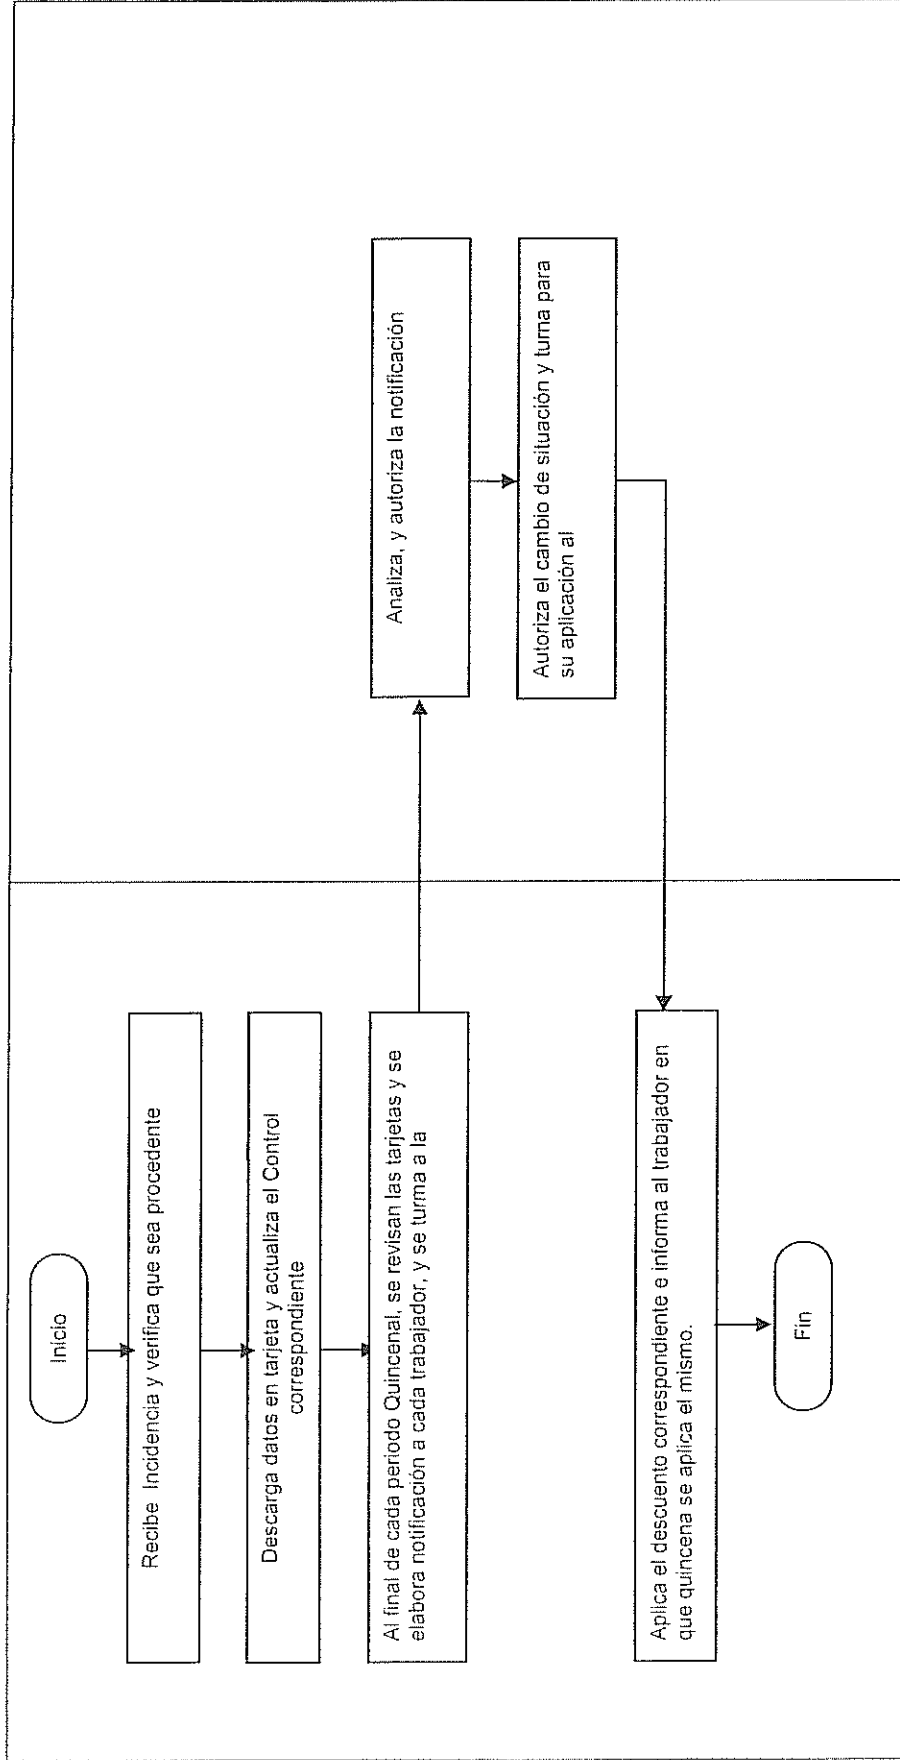 Inicio
Recibe Incidencia y verifica que sea procedente
Descarga datos en tarjeta y actualiza el Control
correspondiente
Al final de cada periodo Quincenal, se revisan las tarjetas y se
elabora notificación a cada trabajador, y se turna a la
Analiza, y autoriza la notificación
Autoriza el cambio de situación y turna para
su aplicación al
Aplica el descuento correspondiente e informa al trabajador en
que quincena se aplica el mismo.
Fin